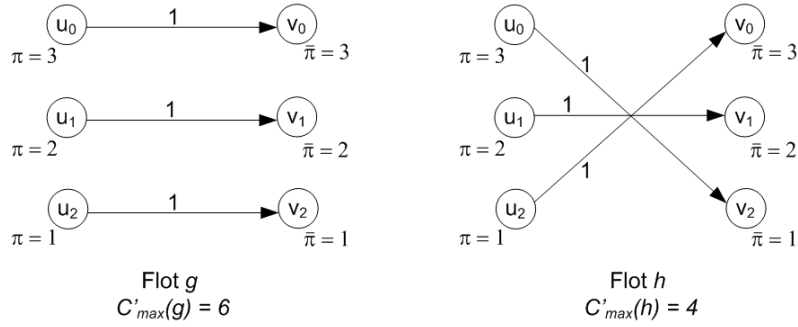 u0 1 v0
π = 3 π̄ = 3
u1 1 v1
π = 2 π̄ = 2
u2 1 v2
π = 1 π̄ = 1
Flot g
C'max(g) = 6
u0 v0
π = 3 1 π̄ = 3
u1 1 v1
π = 2 π̄ = 2
1
u2 v2
π = 1 π̄ = 1
Flot h
C'max(h) = 4